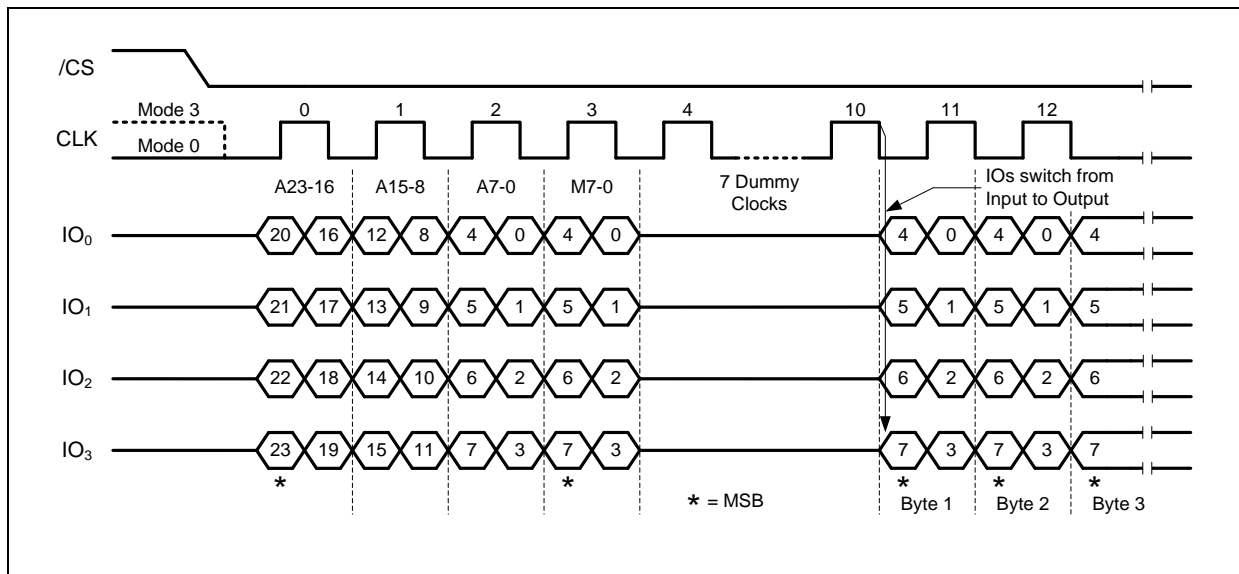 /CS
Mode 3 0 1 2 3 4 10 11 12
CLK
Mode 0
A23-16 A15-8 A7-0 M7-0 7 Dummy
Clocks
IOs switch from
Input to Output
IO₀ 20 16 12 8 4 0 4 0 4 0 4 0 4
IO₁ 21 17 13 9 5 1 5 1 5 1 5 1 5
IO₂ 22 18 14 10 6 2 6 2 6 2 6 2 6
IO₃ 23 19 15 11 7 3 7 3 7 3 7 3 7
* * * * *
* = MSB Byte 1 Byte 2 Byte 3